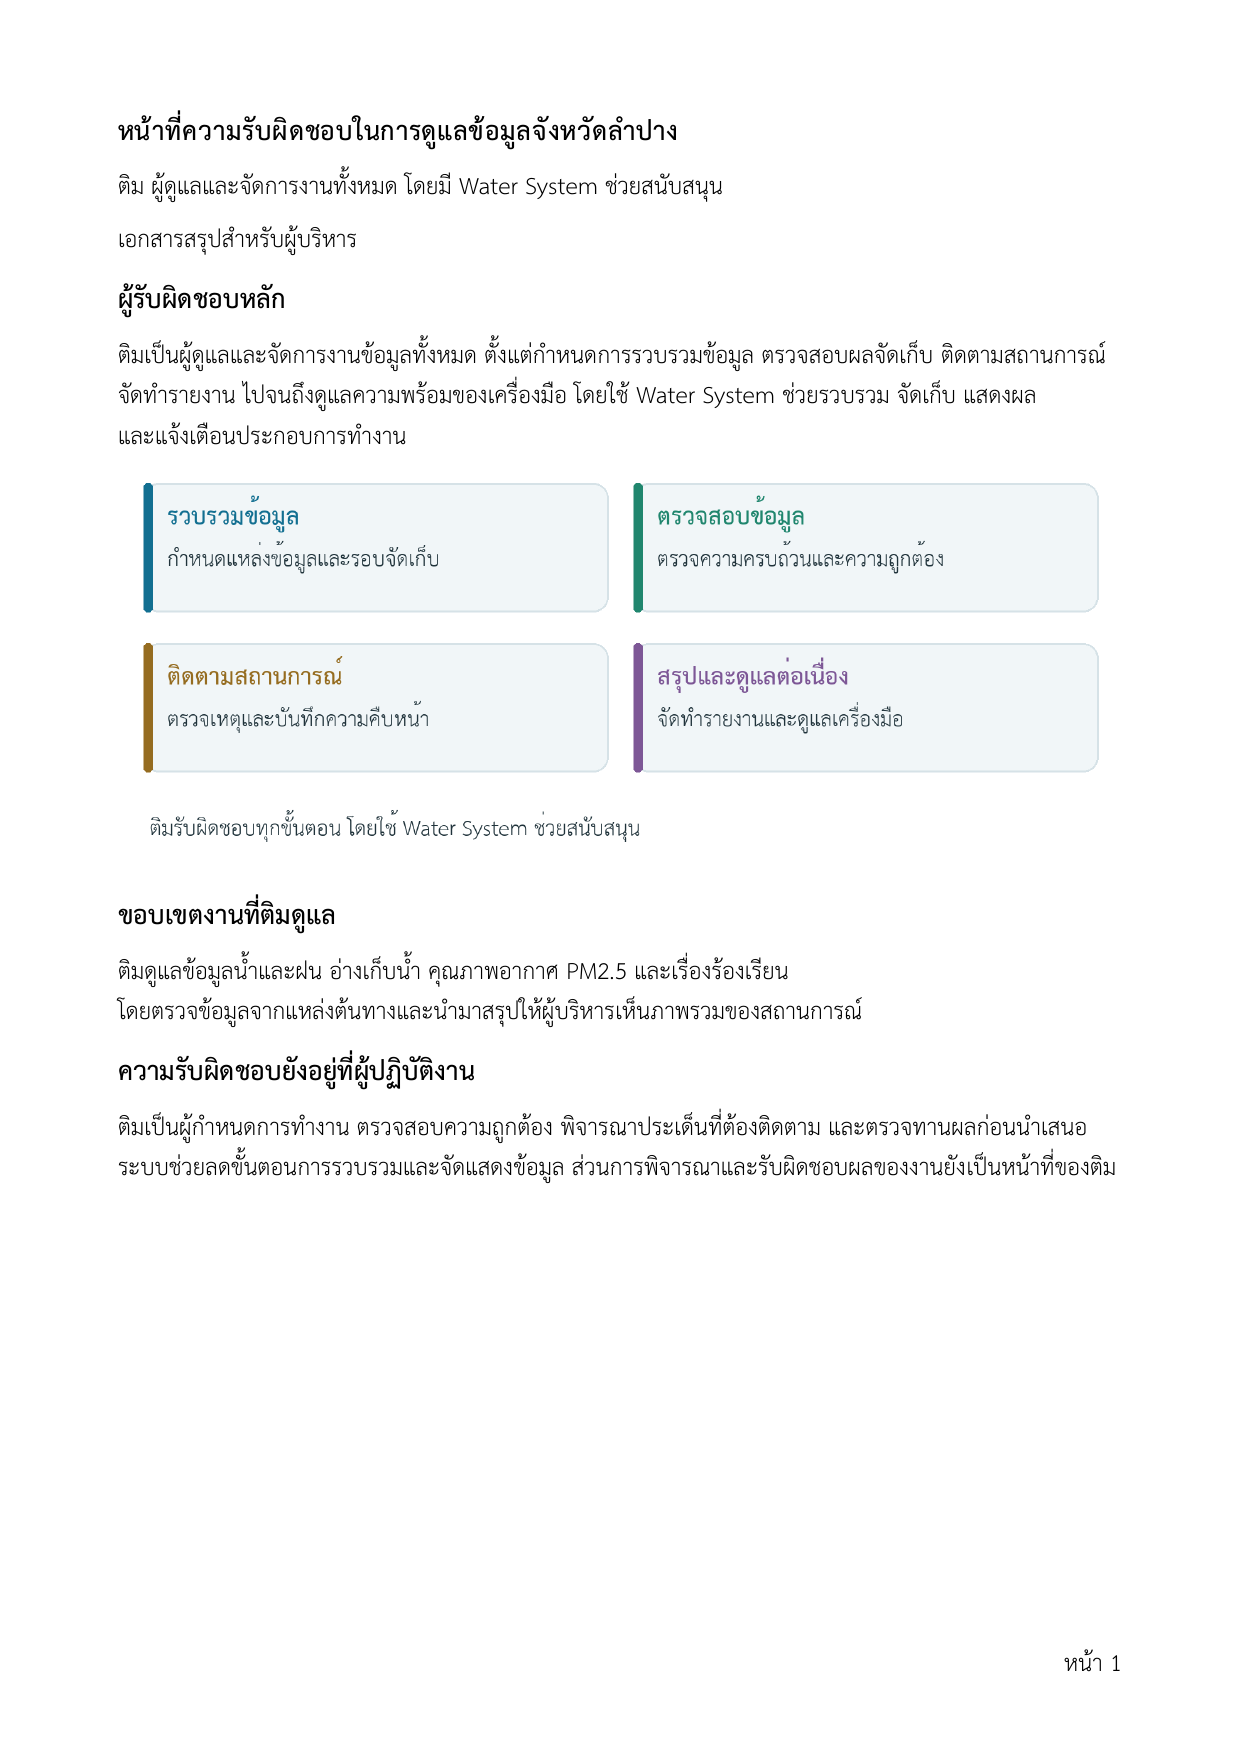 หน้าที่ความรับผิดชอบในการดูแลข้อมูลจังหวัดลำปาง
ติม ผู้ดูแลและจัดการงานทั้งหมด โดยมี Water System ช่วยสนับสนุน
เอกสารสรุปสำหรับผู้บริหาร
ผู้รับผิดชอบหลัก
ติมเป็นผู้ดูแลและจัดการงานข้อมูลทั้งหมด ตั้งแต่กำหนดการรวบรวมข้อมูล ตรวจสอบผลจัดเก็บ ติดตามสถานการณ์
จัดทำรายงาน ไปจนถึงดูแลความพร้อมของเครื่องมือ โดยใช้ Water System ช่วยรวบรวม จัดเก็บ แสดงผล
และแจ้งเตือนประกอบการทำงาน
รวบรวมข้อมูล
กำหนดแหล่งข้อมูลและรอบจัดเก็บ
ตรวจสอบข้อมูล
ตรวจความครบถ้วนและความถูกต้อง
ติดตามสถานการณ์
ตรวจเหตุและบันทึกความคืบหน้า
สรุปและดูแลต่อเนื่อง
จัดทำรายงานและดูแลเครื่องมือ
ติมรับผิดชอบทุกขั้นตอน โดยใช้ Water System ช่วยสนับสนุน
ขอบเขตงานที่ติมดูแล
ติมดูแลข้อมูลน้ำและฝน อ่างเก็บน้ำ คุณภาพอากาศ PM2.5 และเรื่องร้องเรียน
โดยตรวจข้อมูลจากแหล่งต้นทางและนำมาสรุปให้ผู้บริหารเห็นภาพรวมของสถานการณ์
ความรับผิดชอบยังอยู่ที่ผู้ปฏิบัติงาน
ติมเป็นผู้กำหนดการทำงาน ตรวจสอบความถูกต้อง พิจารณาประเด็นที่ต้องติดตาม และตรวจทานผลก่อนนำเสนอ
ระบบช่วยลดขั้นตอนการรวบรวมและจัดแสดงข้อมูล ส่วนการพิจารณาและรับผิดชอบผลของงานยังเป็นหน้าที่ของติม
หน้า 1